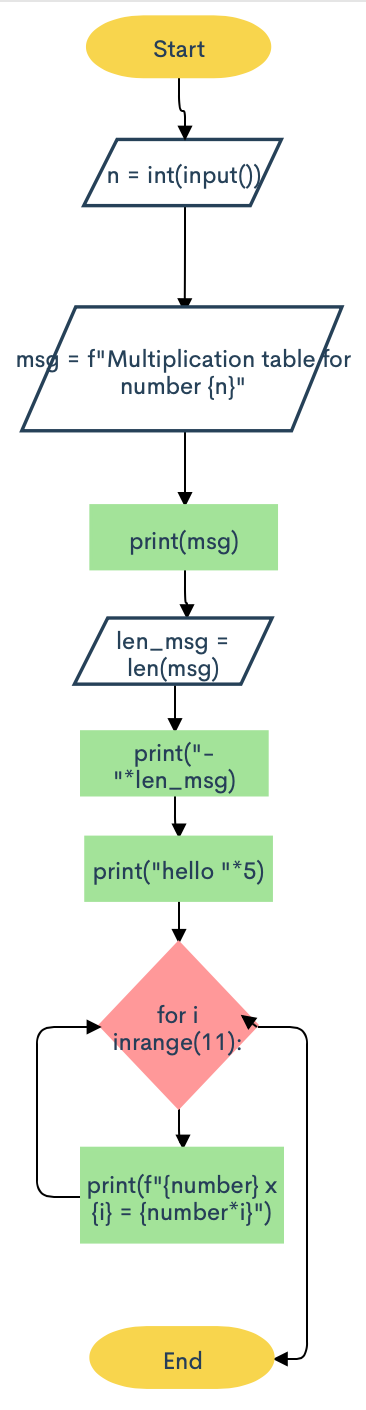 Start
n = int(input())
msg = f"Multiplication table for
number {n}"
print(msg)
len_msg =
len(msg)
print("-
"*len_msg)
print("hello "*5)
for i
inrange(11):
print(f"{number} x
{i} = {number*i}")
End